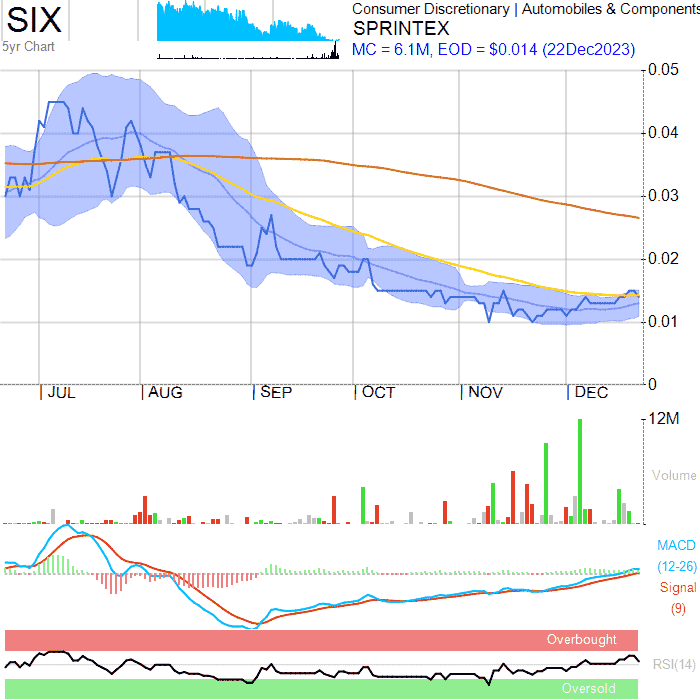 SIX
5yr Chart
Consumer Discretionary | Automobiles & Components
SPRINTEX
MC = 6.1M, EOD = $0.014 (22Dec2023)
0.05
0.04
0.03
0.02
0.01
0
JUL AUG SEP OCT NOV DEC
12M
Volume
MACD
(12-26)
Signal
(9)
Overbought
RSI(14)
Oversold